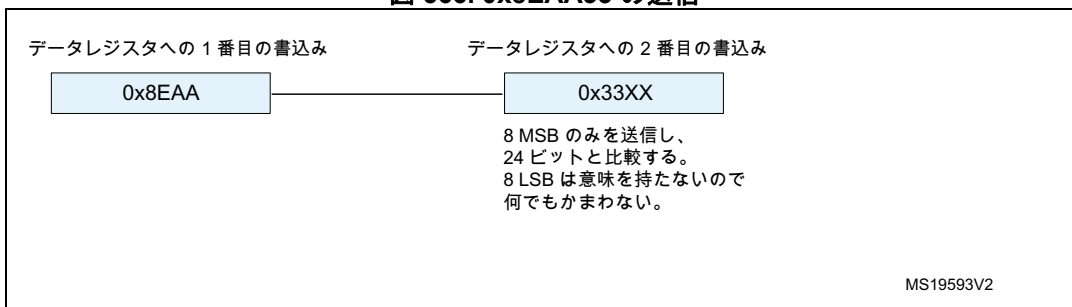 データレジスタへの 1 番目の書込み
データレジスタへの 2 番目の書込み
0x8EAA
0x33XX
8 MSB のみを送信し、
24 ビットと比較する。
8 LSB は意味を持たないので
何でもかまわない。
MS19593V2